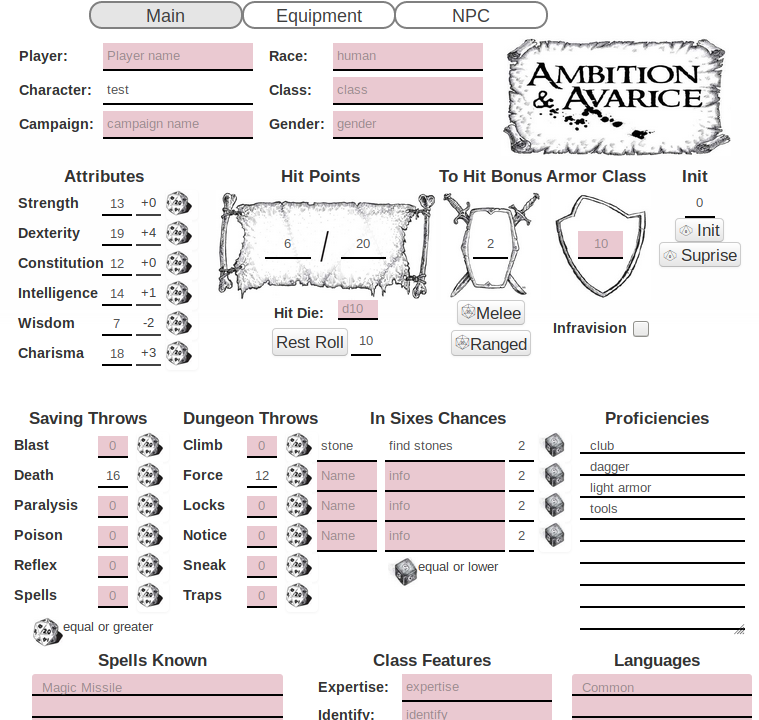 Main Equipment NPC
Player: Player name Race: human
Character: test Class: class
Campaign: campaign name Gender: gender
AMBITION
& AVARICE
Attributes Hit Points To Hit Bonus Armor Class Init
Strength 13 +0
Dexterity 19 +4
Constitution 12 +0
Intelligence 14 +1
Wisdom 7 -2
Charisma 18 +3
6 / 20
Hit Die: d10
Rest Roll 10
2
Melee
Ranged
10
Infravision
0
Init
Suprise
Saving Throws Dungeon Throws In Sixes Chances Proficiencies
Blast 0 Climb 0 stone find stones 2
Death 16 Force 12 Name info 2
Paralysis 0 Locks 0 Name info 2
Poison 0 Notice 0 Name info 2
Reflex 0 Sneak 0 equal or lower
Spells 0 Traps 0
equal or greater
club
dagger
light armor
tools
Spells Known Class Features Languages
Magic Missile Expertise: expertise Common
Identify: identify